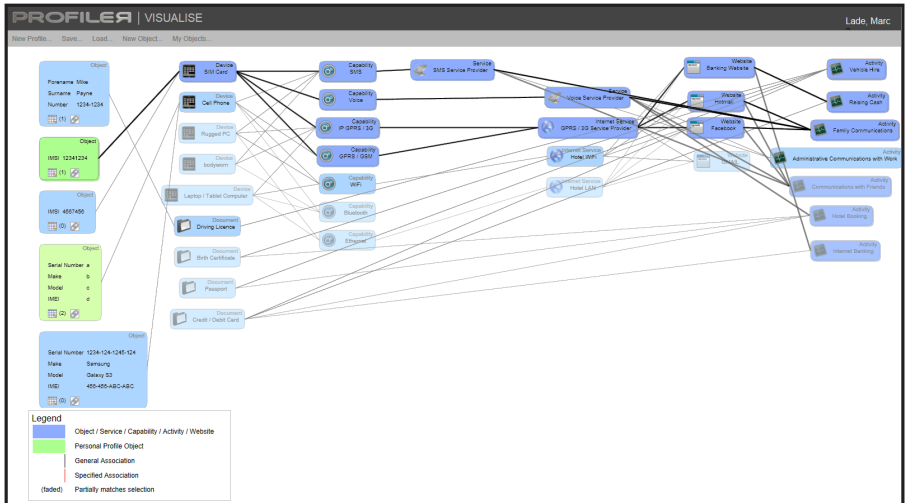 PROFILER | VISUALISE
Lade, Marc
New Profile... Save... Load... New Object... My Objects...
Object
Forename Mike
Surname Payne
Number 1234-1234
(1)
Object
IMEI 12341234
(1)
Object
IMSI 4567456
(0)
Object
Serial Number a
Make b
Model c
IMEI d
(2)
Object
Serial Number 1234-124-1245-124
Make Samsung
Model Galaxy S3
IMEI 456-456-ABC-ABC
(0)
Device
SIM Card
Device
Cell Phone
Device
Rugged PC
Device
bodyworn
Device
Laptop / Tablet Computer
Document
Driving Licence
Document
Birth Certificate
Document
Passport
Document
Credit / Debit Card
Capability
SMS
Capability
Voice
Capability
IP/GPRS / 3G
Capability
GPRS / GSM
Capability
WiFi
Capability
Bluetooth
Capability
Ethernet
Service
SMS Service Provider
Service
Voice Service Provider
Internet Service
GPRS / 3G Service Provider
Internet Service
Hotel WiFi
Internet Service
Hotel LAN
Website
Banking Website
Website
Hotmail
Website
Facebook
Website
Activity
Vehicle Hire
Activity
Raising Cash
Activity
Family Communications
Activity
Administrative Communications with Work
Activity
Communications with Friends
Activity
Hotel Booking
Activity
Internet Banking
Legend
Object / Service / Capability / Activity / Website
Personal Profile Object
General Association
Specified Association
(faded) Partially matches selection